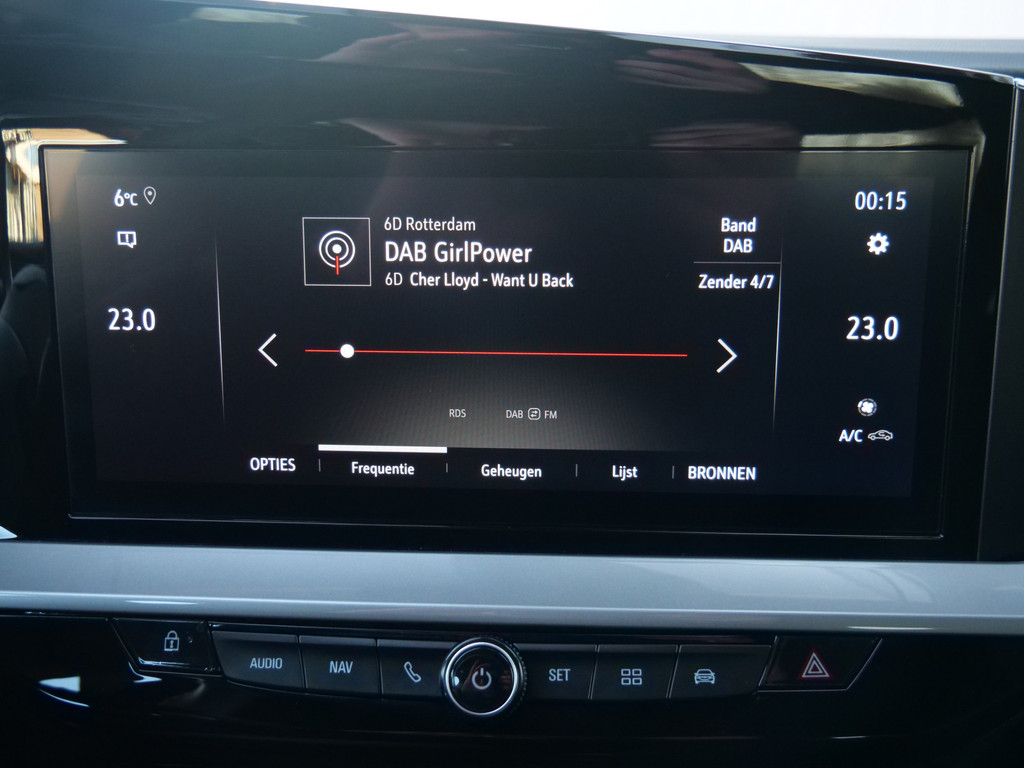 6°C
00:15
6D Rotterdam
DAB GirlPower
6D Cher Lloyd - Want U Back
Band
DAB
Zender 4/7
23.0
23.0
RDS
DAB FM
A/C
OPTIES
Frequentie
Geheugen
Lijst
BRONNEN
AUDIO
NAV
SET